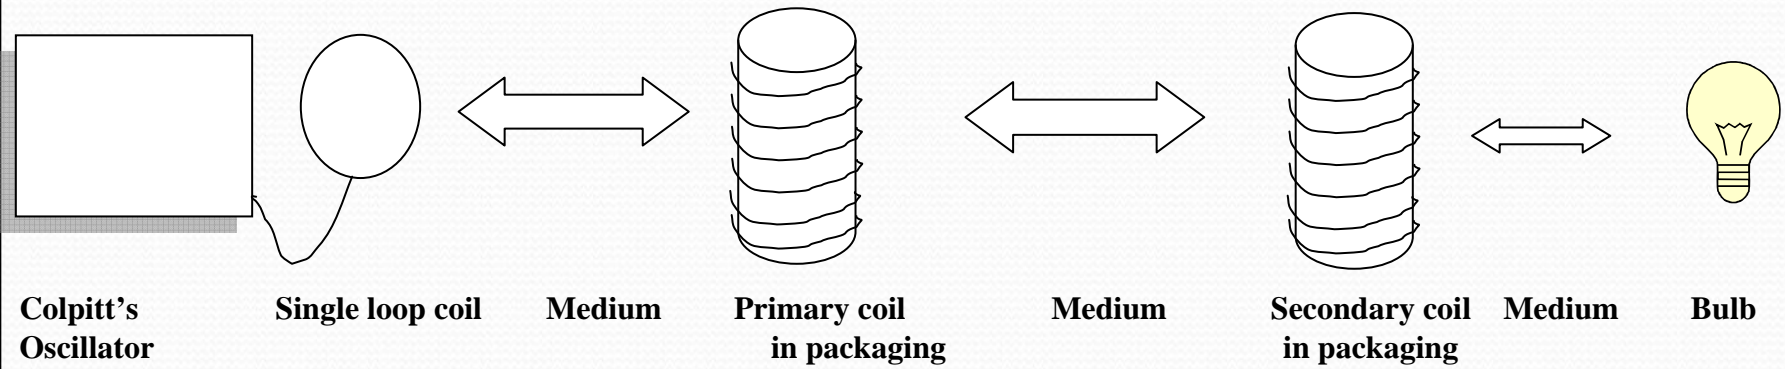 Colpitt’s Single loop coil Medium Primary coil Medium Secondary coil Medium Bulb
Oscillator in packaging in packaging